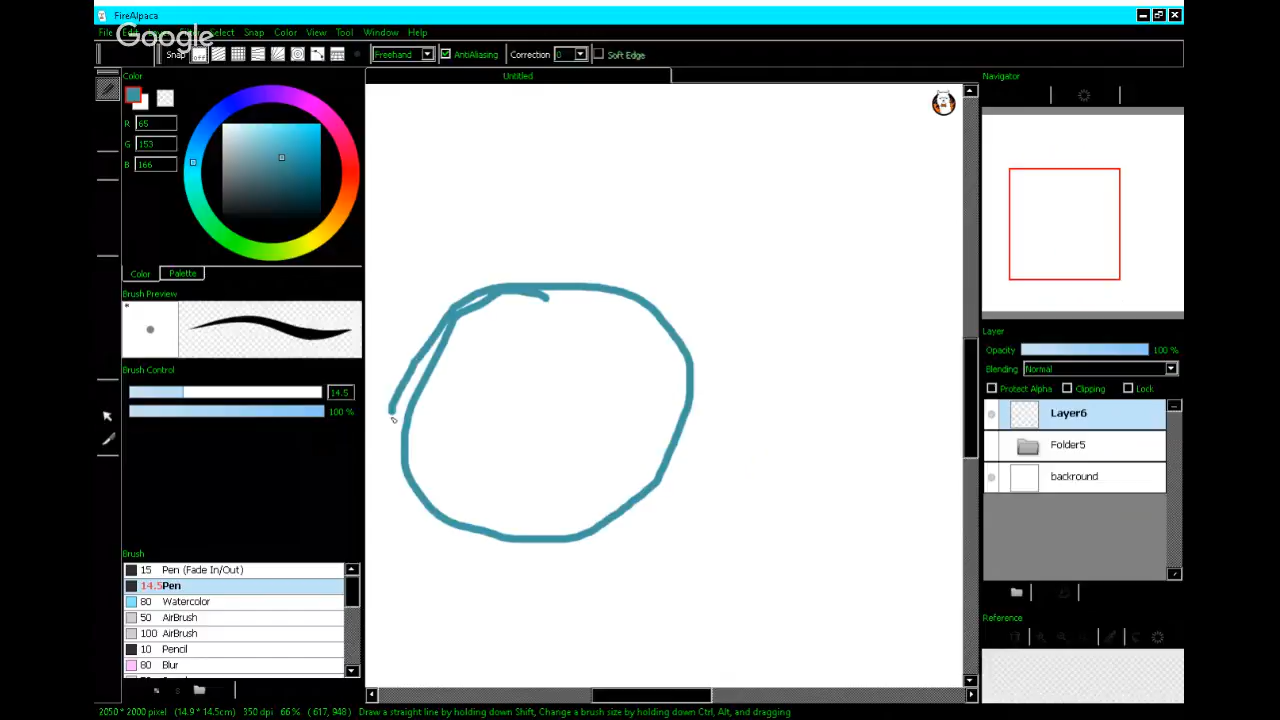 FireAlpaca
File Edit Select Snap Color View Tool Window Help
Google
Snap off Freehand AntiAliasing Correction 0 Soft Edge
Color
Untitled
Navigator
R 65
G 153
B 166
Color Palette
Brush Preview
Brush Control
14.5
100 %
Brush
15 Pen (Fade In/Out)
14.5 Pen
80 Watercolor
50 AirBrush
100 AirBrush
10 Pencil
80 Blur
Layer
Opacity 100 %
Blending Normal
Protect Alpha Clipping Lock
Layer6
Folder5
backround
Reference
2050 * 2000 pixel (14.9 * 14.5cm) 350 dpi 66 % ( 617, 948 ) Draw a straight line by holding down Shift, Change a brush size by holding down Ctrl, Alt, and dragging